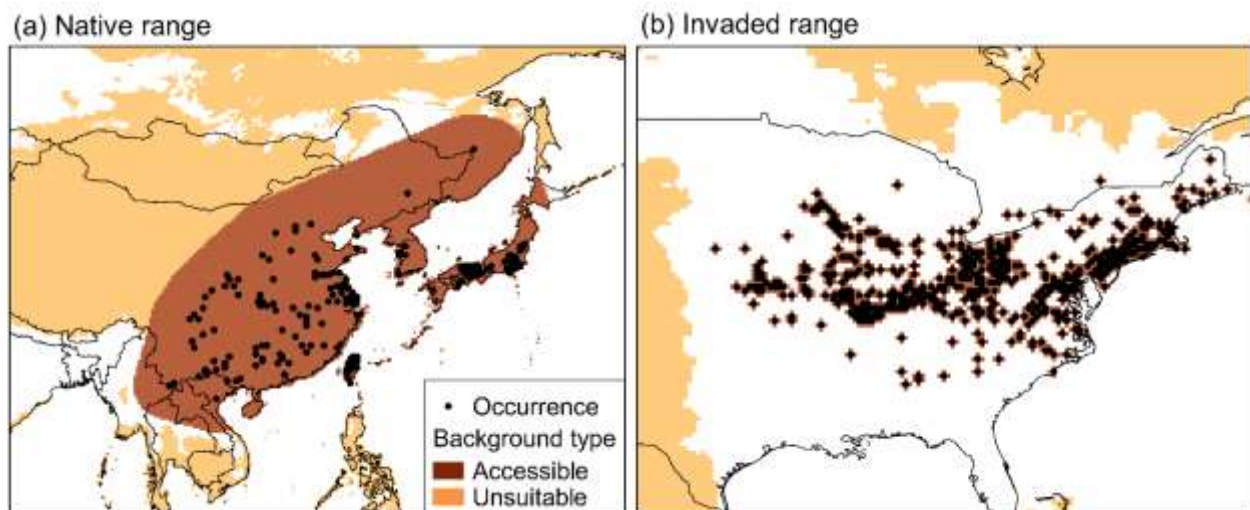 (a) Native range
(b) Invaded range
Occurrence
Background type
Accessible
Unsuitable